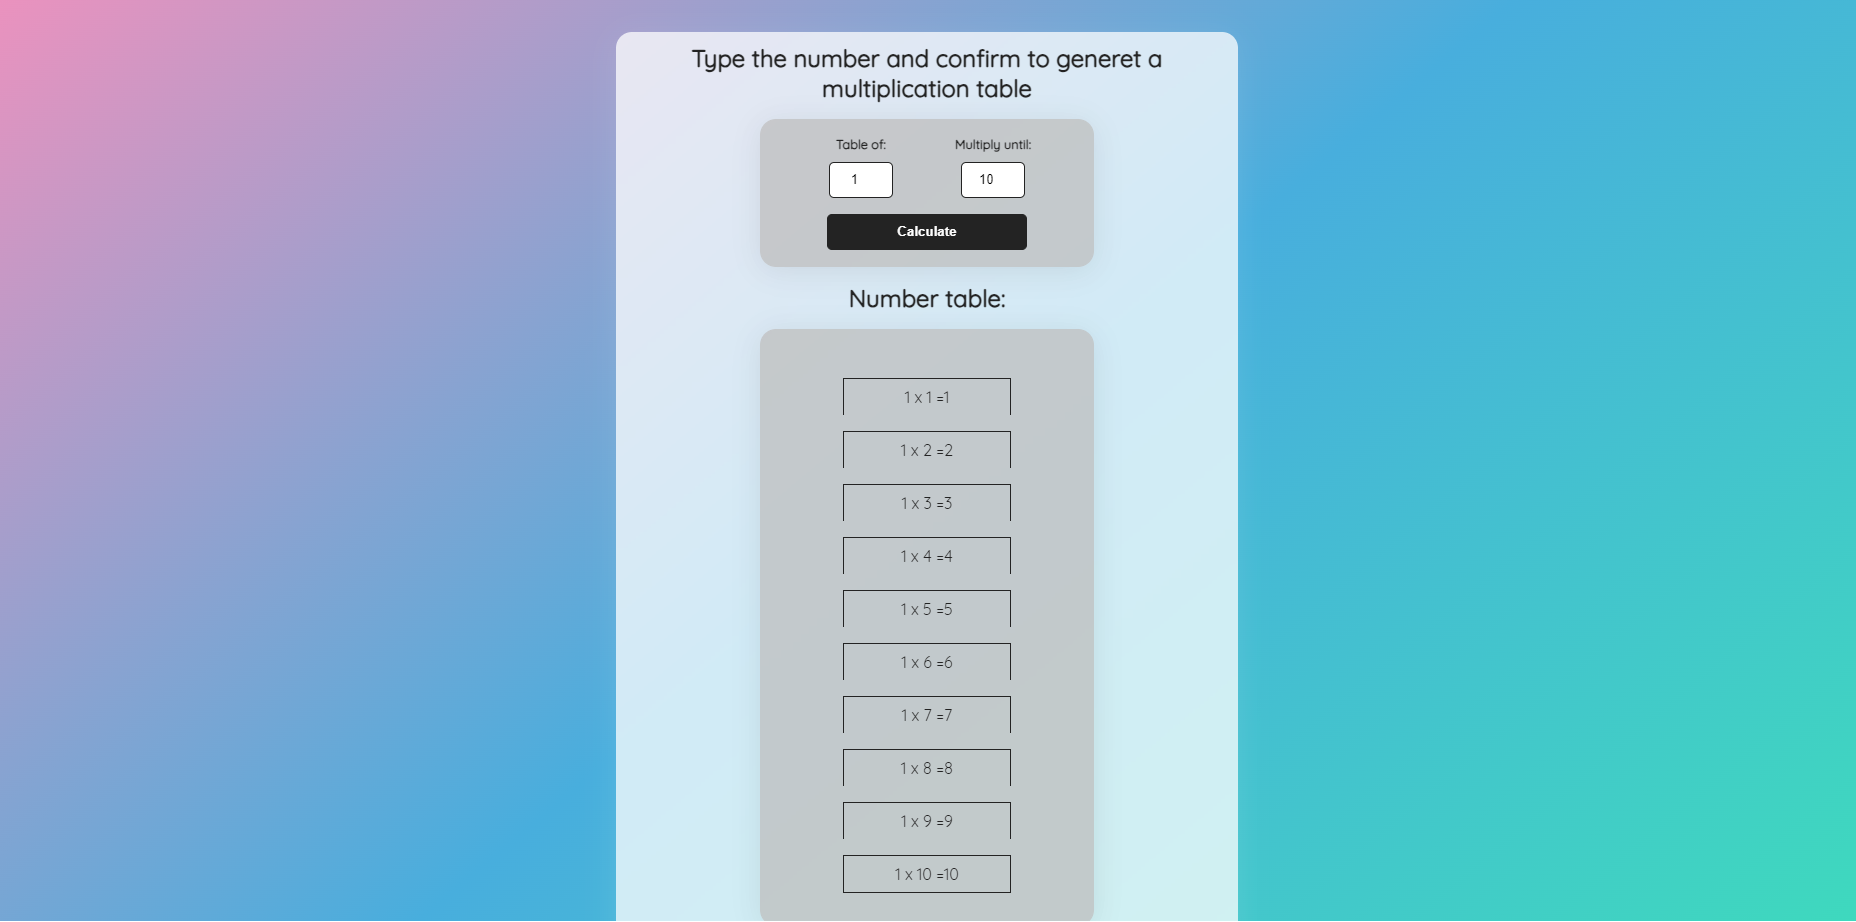 Type the number and confirm to generet a
multiplication table
Table of: Multiply until:
1 10
Calculate
Number table:
1 x 1 =1
1 x 2 =2
1 x 3 =3
1 x 4 =4
1 x 5 =5
1 x 6 =6
1 x 7 =7
1 x 8 =8
1 x 9 =9
1 x 10 =10